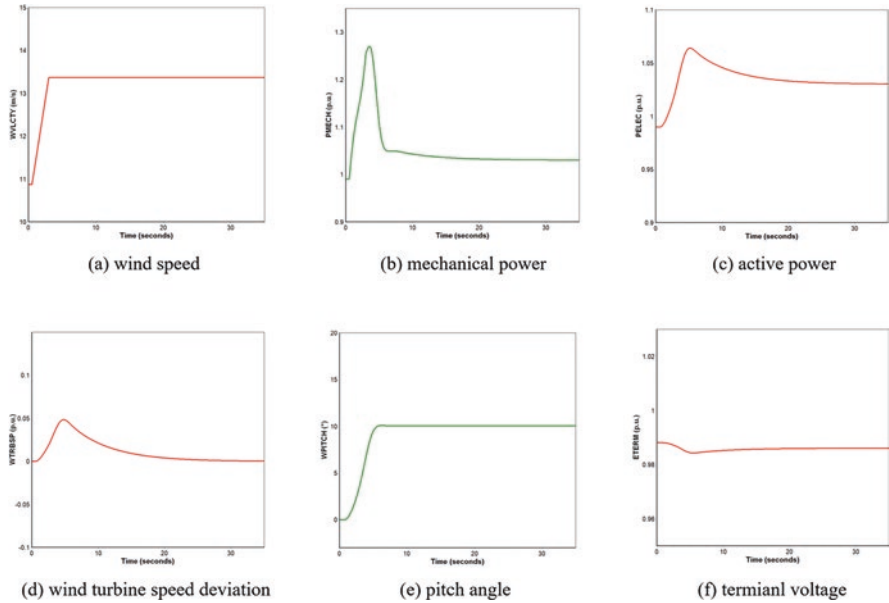 15
14
13
12
11
10
WVLCTY (m/s)
0 10 20 30
Time (seconds)
(a) wind speed
1.3
1.2
1.1
1
0.9
PMECH (p.u.)
0 10 20 30
Time (seconds)
(b) mechanical power
1.1
1.05
1
0.95
0.9
PELEC (p.u.)
0 10 20 30
Time (seconds)
(c) active power
0.1
0.05
0
-0.05
-0.1
WTRBSP (p.u.)
0 10 20 30
Time (seconds)
(d) wind turbine speed deviation
20
15
10
5
0
WPITCH (°)
0 10 20 30
Time (seconds)
(e) pitch angle
1.02
1
0.98
0.96
ETERM (p.u.)
0 10 20 30
Time (seconds)
(f) termianl voltage